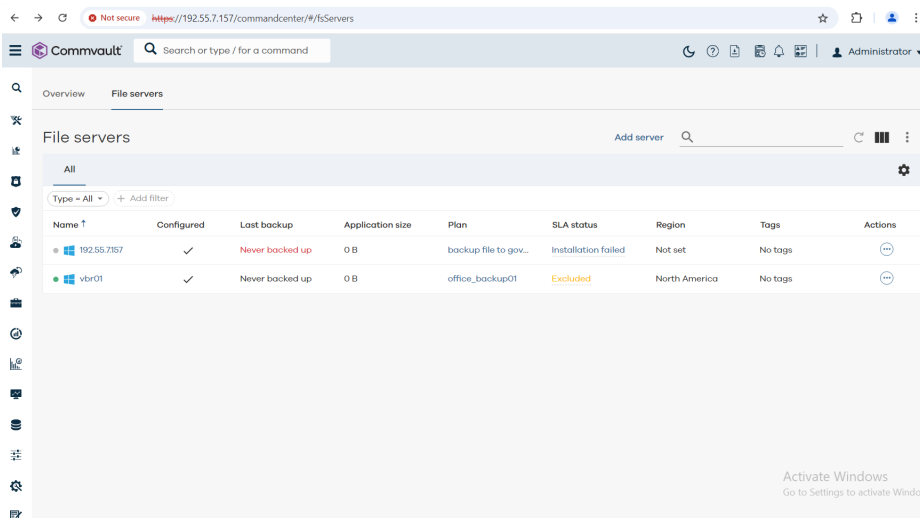 Not secure https://192.55.7.157/commandcenter/#/fsServers
Commvault Search or type / for a command Administrator
Overview File servers
File servers Add server
All
Type = All + Add filter
Name ↑ Configured Last backup Application size Plan SLA status Region Tags Actions
192.55.7.157 Never backed up 0 B backup file to gov... Installation failed Not set No tags
vbr01 Never backed up 0 B office_backup01 Excluded North America No tags
Activate Windows
Go to Settings to activate Windo